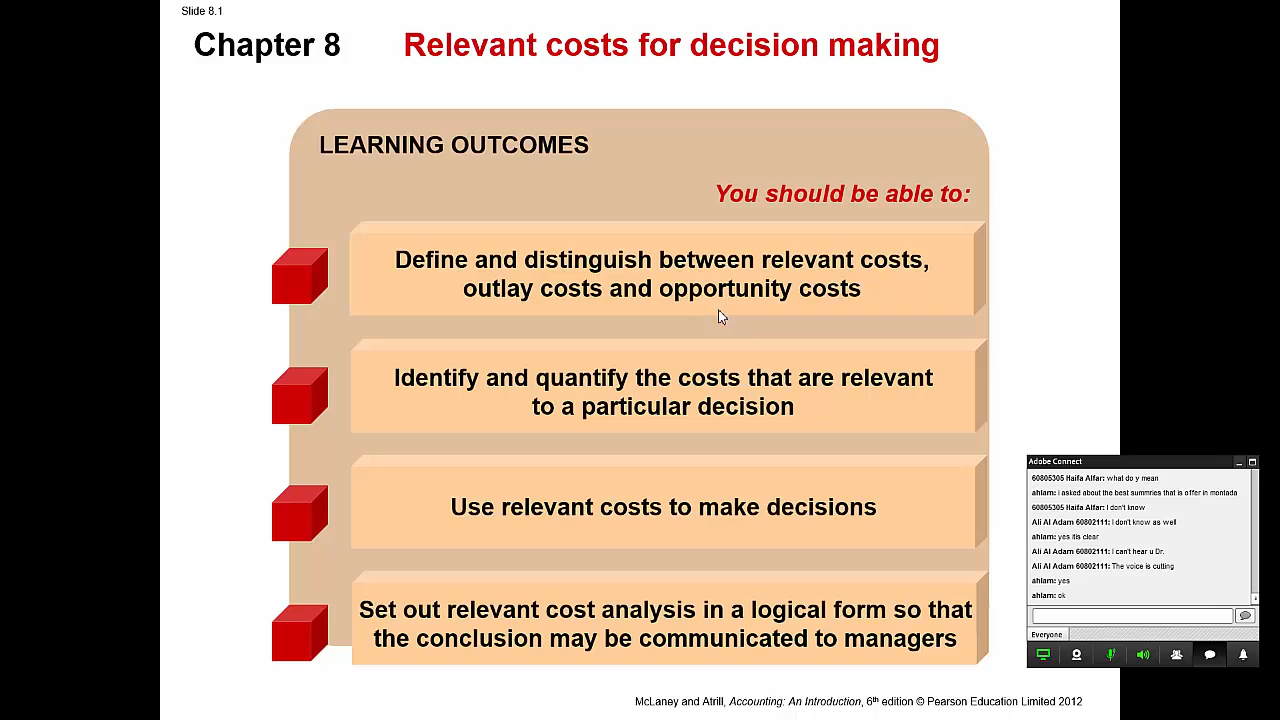 Slide 8.1
Chapter 8 Relevant costs for decision making
LEARNING OUTCOMES
You should be able to:
Define and distinguish between relevant costs,
outlay costs and opportunity costs
Identify and quantify the costs that are relevant
to a particular decision
Use relevant costs to make decisions
Set out relevant cost analysis in a logical form so that
the conclusion may be communicated to managers
McLaney and Atrill, Accounting: An Introduction, 6th edition © Pearson Education Limited 2012
Adobe Connect
60805305 Haifa Alfar: what do y mean
ahlam: i asked about the best summries that is offer in montada
60805305 Haifa Alfar: I don't know
Ali Al Adam 60802111: I don't know as well
ahlam: yes itis clear
Ali Al Adam 60802111: I can't hear u Dr.
Ali Al Adam 60802111: The voice is cutting
ahlam: yes
ahlam: ok
Everyone